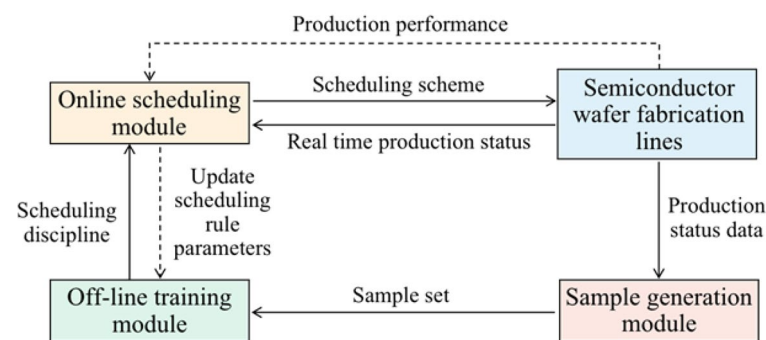 Production performance
Online scheduling
module
Scheduling scheme
Real time production status
Semiconductor
wafer fabrication
lines
Scheduling
discipline
Update
scheduling
rule
parameters
Production
status data
Off-line training
module
Sample set
Sample generation
module